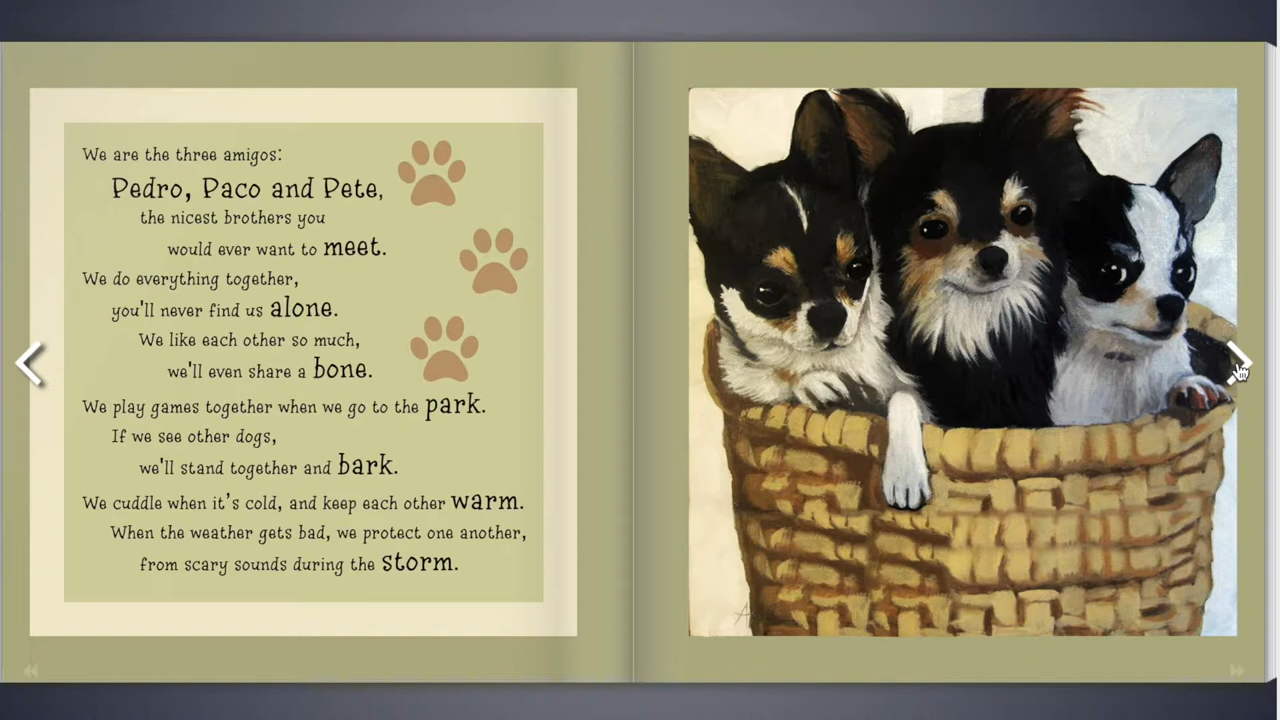 We are the three amigos:
Pedro, Paco and Pete,
the nicest brothers you
would ever want to meet.
We do everything together,
you'll never find us alone.
We like each other so much,
we'll even share a bone.
We play games together when we go to the park.
If we see other dogs,
we'll stand together and bark.
We cuddle when it's cold, and keep each other warm.
When the weather gets bad, we protect one another,
from scary sounds during the storm.